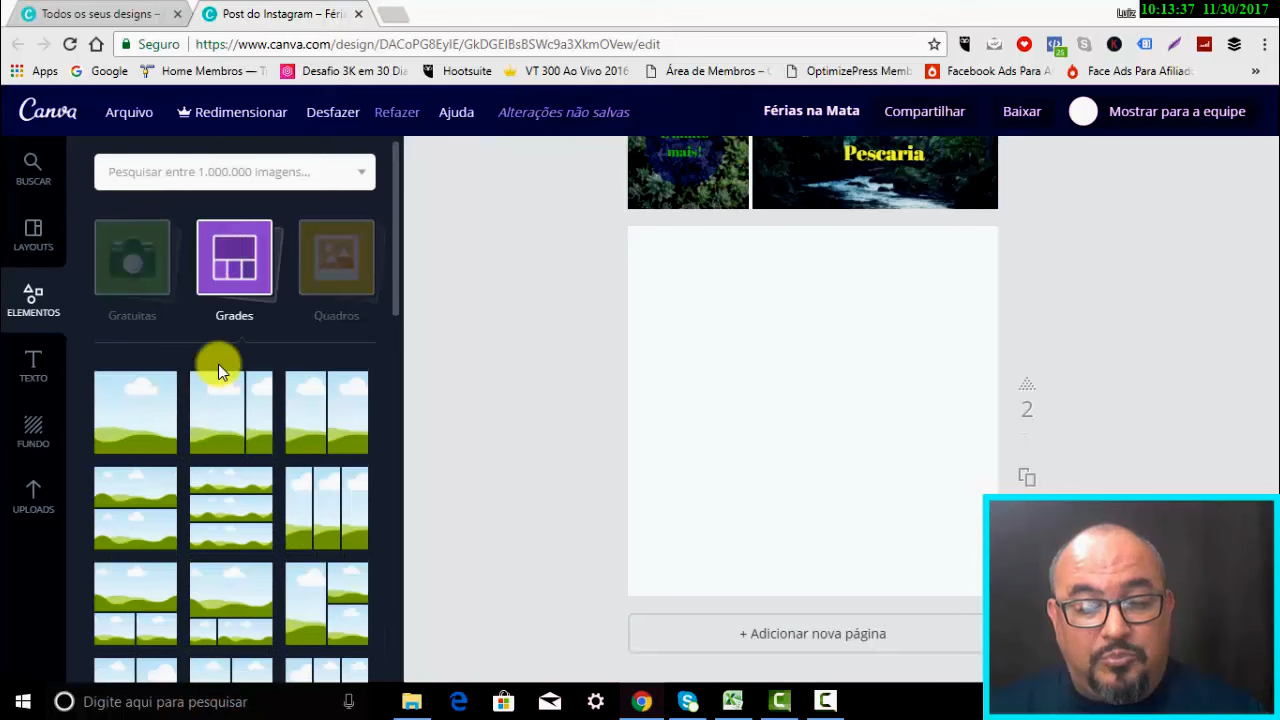 Todos os seus designs –
Post do Instagram – Féria
Luiz
10:13:37 11/30/2017
Seguro
https://www.canva.com/design/DACoPG8EyIE/GkDGEIBsBSWc9a3XkmOVew/edit
25
Apps
Google
Home Membros — T
Desafio 3K em 30 Dia
Hootsuite
VT 300 Ao Vivo 2016
Área de Membros –
OptimizePress Memb
Facebook Ads Para A
Face Ads Para Afiliad
»
Canva
Arquivo
Redimensionar
Desfazer
Refazer
Ajuda
Alterações não salvas
Férias na Mata
Compartilhar
Baixar
Mostrar para a equipe
BUSCAR
LAYOUTS
ELEMENTOS
TEXTO
FUNDO
UPLOADS
Pesquisar entre 1.000.000 imagens...
Gratuitas
Grades
Quadros
mais!
Pescaria
2
+ Adicionar nova página
Digite aqui para pesquisar